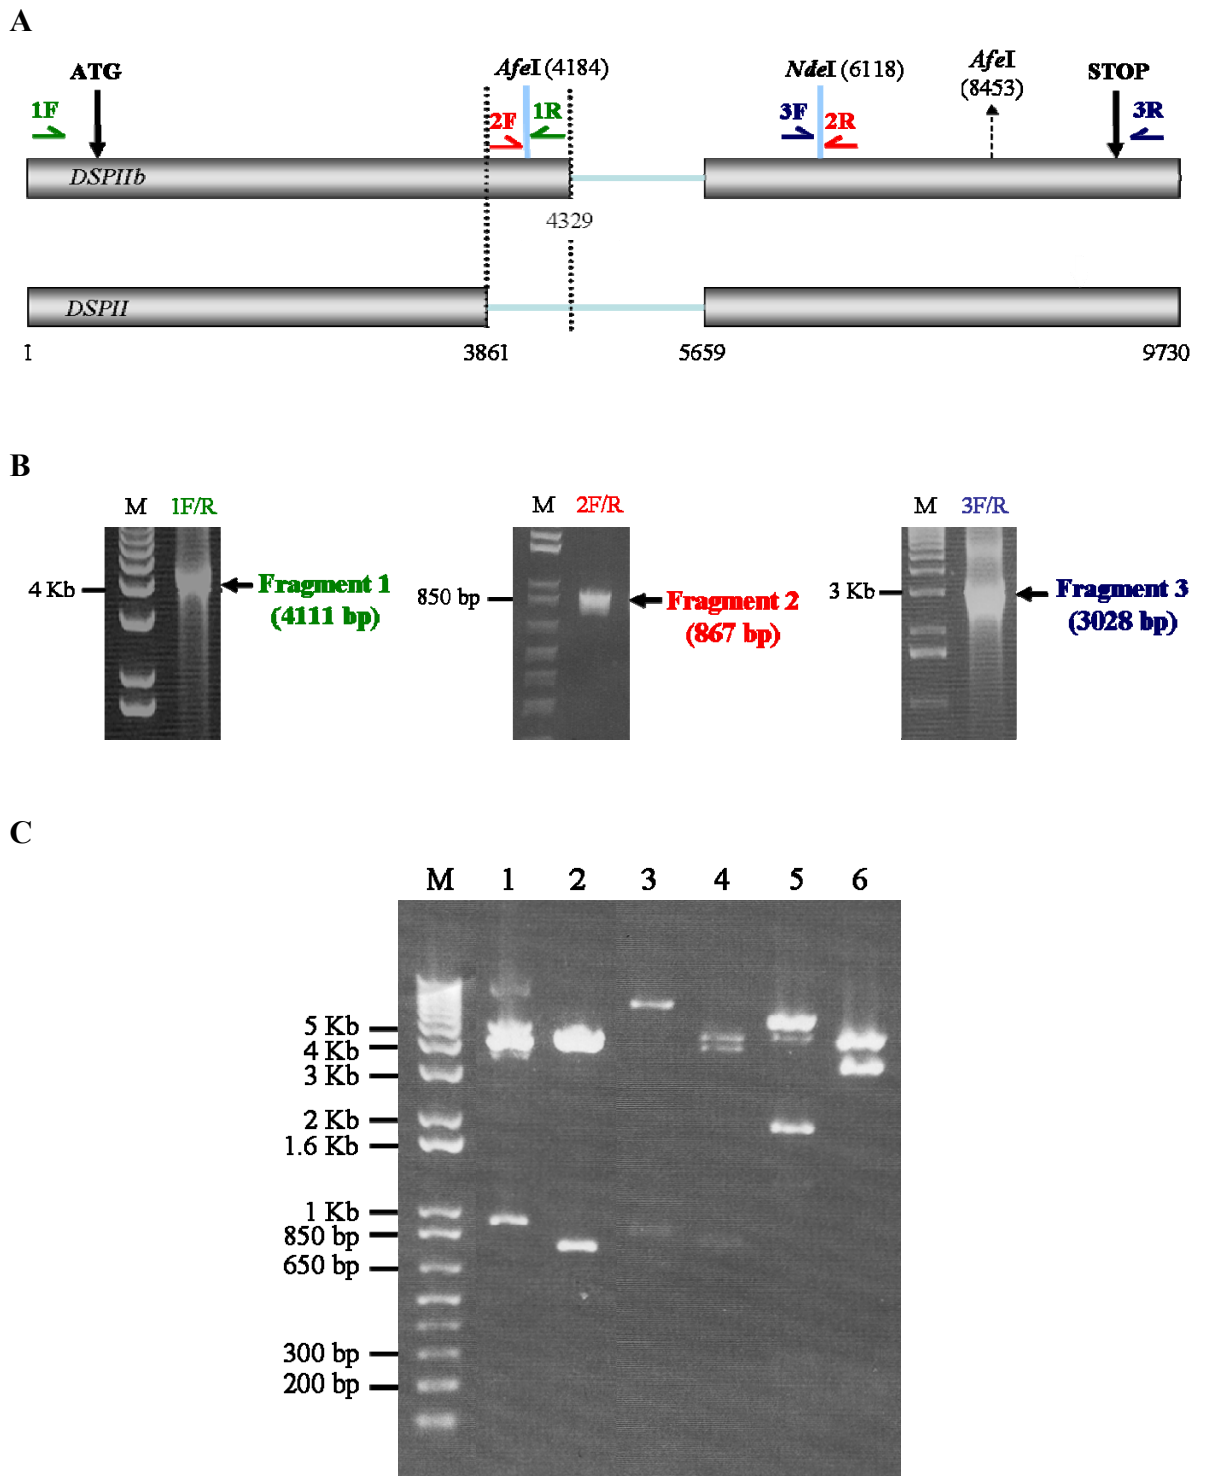 A
ATG
AfeI (4184)
NdeI (6118)
AfeI
(8453)
STOP
1F
2F
1R
3F
2R
3R
DSPIIb
4329
DSPII
1
3861
5659
9730
B
M 1F/R
4 Kb
Fragment 1
(4111 bp)
M 2F/R
850 bp
Fragment 2
(867 bp)
M 3F/R
3 Kb
Fragment 3
(3028 bp)
C
M 1 2 3 4 5 6
5 Kb
4 Kb
3 Kb
2 Kb
1.6 Kb
1 Kb
850 bp
650 bp
300 bp
200 bp